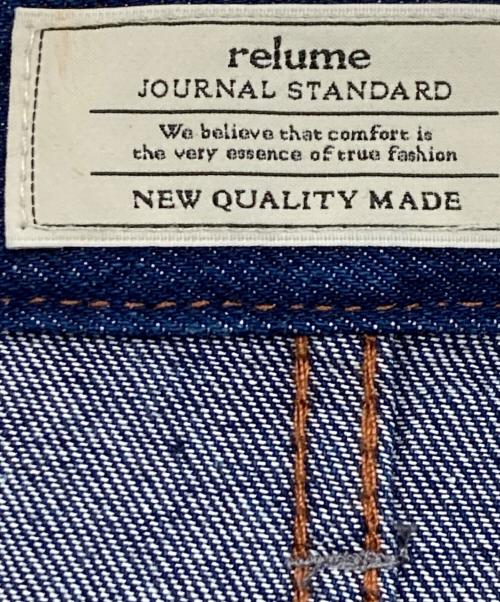 relume
JOURNAL STANDARD
We believe that comfort is
the very essence of true fashion
NEW QUALITY MADE